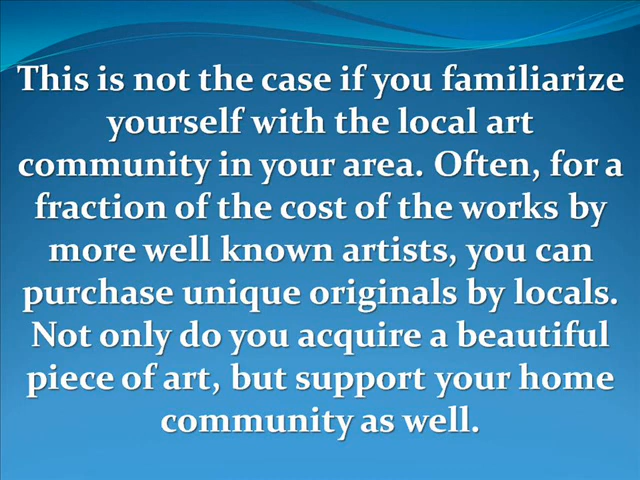 This is not the case if you familiarize
yourself with the local art
community in your area. Often, for a
fraction of the cost of the works by
more well known artists, you can
purchase unique originals by locals.
Not only do you acquire a beautiful
piece of art, but support your home
community as well.